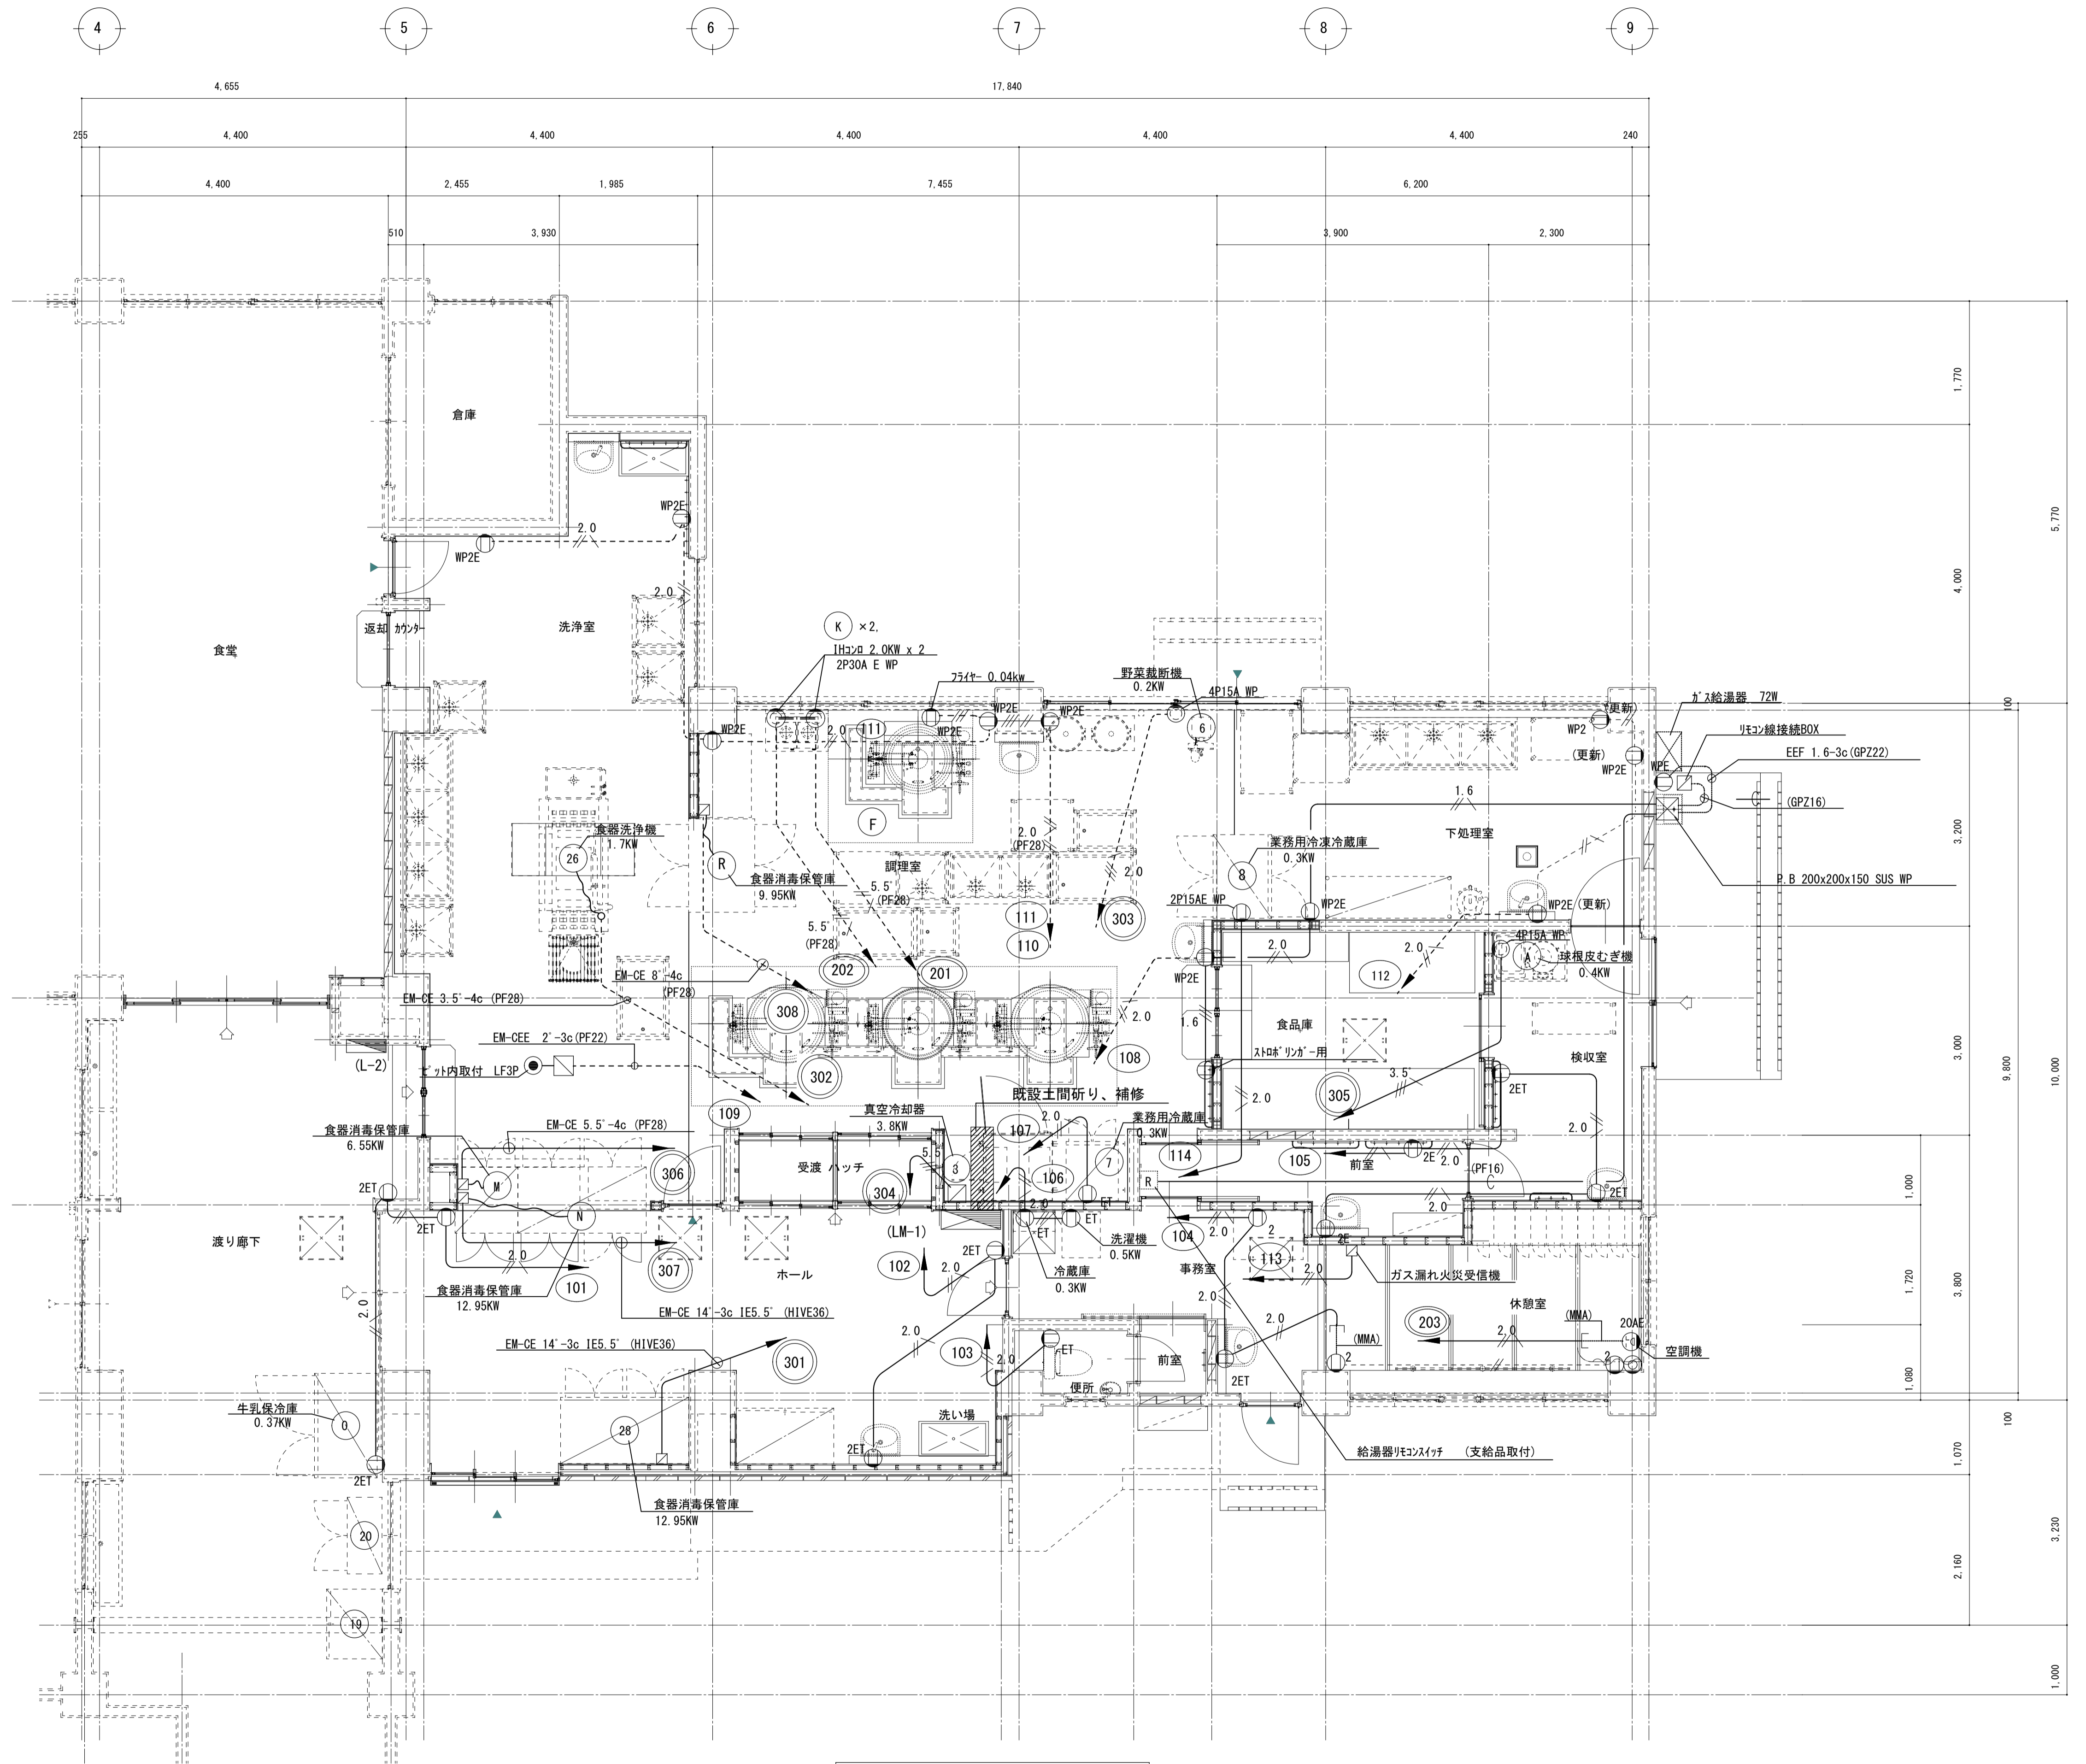 4
5
6
7
8
9
4,655
17,840
255
4,400
4,400
4,400
4,400
4,400
240
4,400
2,455
1,985
7,455
6,200
510
3,930
3,900
2,300
1,770
5,770
4,000
100
3,200
3,000
9,800
10,000
1,000
1,720
3,800
1,080
100
1,070
3,230
2,160
1,000
倉庫
WP2E
2.0
WP2E
2.0
返却 カウンター
洗浄室
食堂
K ×2,
IHコンロ 2.0KW x 2
2P30A E WP
フライヤー 0.04kw
野菜裁断機
0.2KW
4P15A WP
ガス給湯器 72W
(更新)
WP2
リモコン線接続BOX
(更新)
WP2E
WPE
EEF 1.6-3c(GPZ22)
(GPZ16)
WP2E
WP2E
WP2E
WP2E
2.0
111
6
1.6
F
食器洗浄機
1.7KW
26
R
食器消毒保管庫
9.95KW
調理室
2.0
(PF28)
2.0
下処理室
業務用冷凍冷蔵庫
0.3KW
8
P.B 200x200x150 SUS WP
5.5ﾟ
(PF28)
5.5ﾟ
(PF28)
111
110
303
2P15AE WP
WP2E
WP2E (更新)
4P15A WP
A
球根皮むぎ機
0.4KW
202
201
2.0
2.0
112
WP2E
EM-CE 8ﾟ-4c
(PF28)
EM-CE 3.5ﾟ-4c (PF28)
308
2.0
1.6
食品庫
検収室
EM-CEE 2ﾟ-3c(PF22)
(L-2)
ピット内取付 LF3P
302
108
ストロボリンガー用
3.5ﾟ
2ET
305
2.0
2.0
既設土間斫り、補修
109
真空冷却器
3.8KW
107
2.0
業務用冷蔵庫
0.3KW
食器消毒保管庫
6.55KW
EM-CE 5.5ﾟ-4c (PF28)
306
受渡 ハッチ
5.5
3
7
114
105
前室
2E
2.0
(PF16)
C
M
2ET
304
106
ET
R
2.0
2ET
N
2ET
(LM-1)
2.0
ET
ET
洗濯機
0.5KW
104
2
2.0
2E
渡り廊下
307
ホール
102
2ET
2.0
冷蔵庫
0.3KW
事務室
113
2.0
ガス漏れ火災受信機
2.0
101
食器消毒保管庫
12.95KW
2.0
EM-CE 14ﾟ-3c IE5.5ﾟ (HIVE36)
2.0
休憩室
(MMA)
20AE
203
2.0
空調機
EM-CE 14ﾟ-3c IE5.5ﾟ (HIVE36)
301
2.0
103
2.0
ET
前室
2.0
(MMA)
2
2
便所
2ET
牛乳保冷庫
0.37KW
O
28
洗い場
2ET
2ET
給湯器リモコンスイッチ (支給品取付)
食器消毒保管庫
12.95KW
20
19